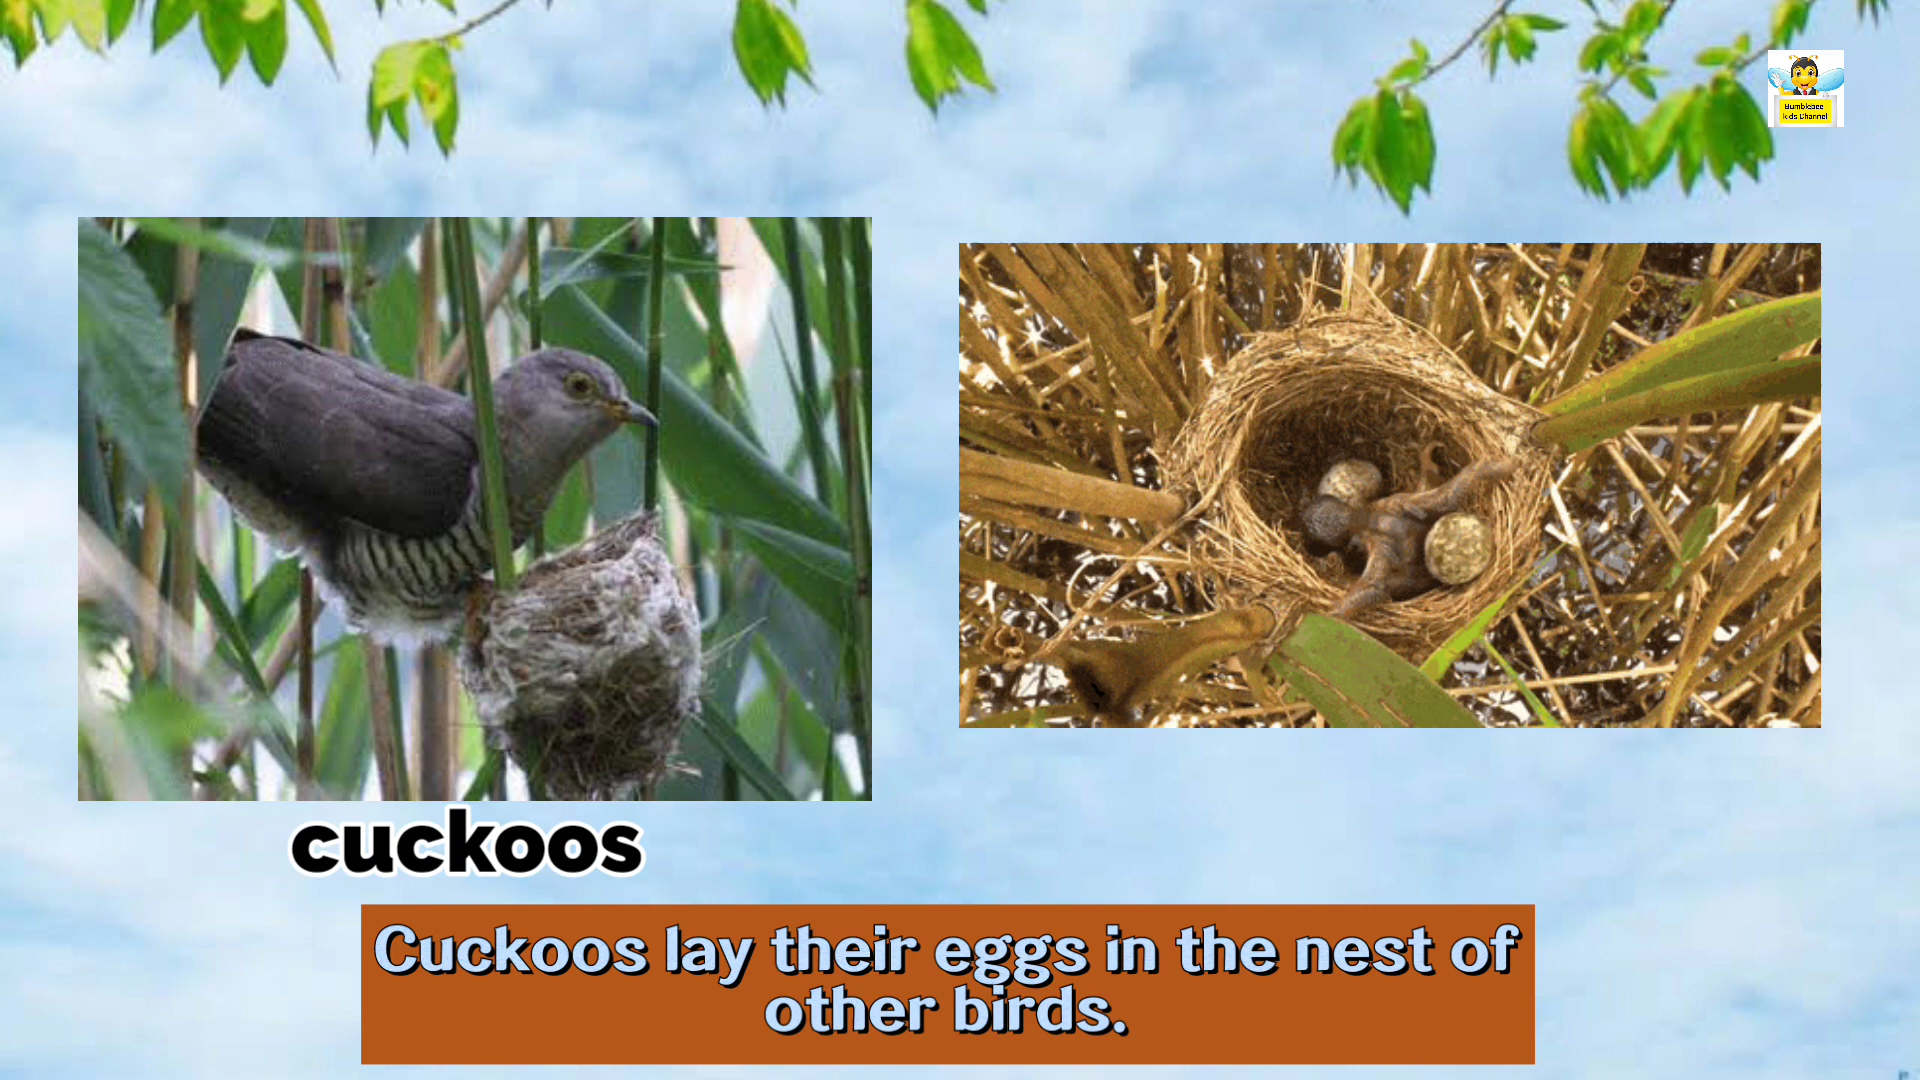 Bumblebee
kids Channel
cuckoos
Cuckoos lay their eggs in the nest of
other birds.